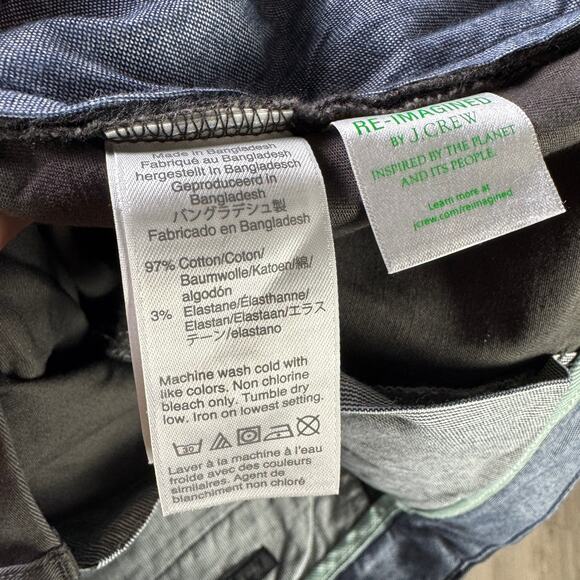 Made in Bangladesh
Fabriqué au Bangladesh
hergestellt in Bangladesch
Geproduceerd in
Bangladesh
バングラデシュ製
Fabricado en Bangladesh
97% Cotton/Coton/
Baumwolle/Katoen/綿/
algodón
3% Elastane/Élasthanne/
Elastan/Elastaan/エラス
テーン/elastano
Machine wash cold with
like colors. Non chlorine
bleach only. Tumble dry
low. Iron on lowest setting.
30
Laver à la machine à l'eau
froide avec des couleurs
similaires. Agent de
blanchiment non chloré
RE-IMAGINED
BY J.CREW
INSPIRED BY THE PLANET
AND ITS PEOPLE.
Learn more at
jcrew.com/reimagined